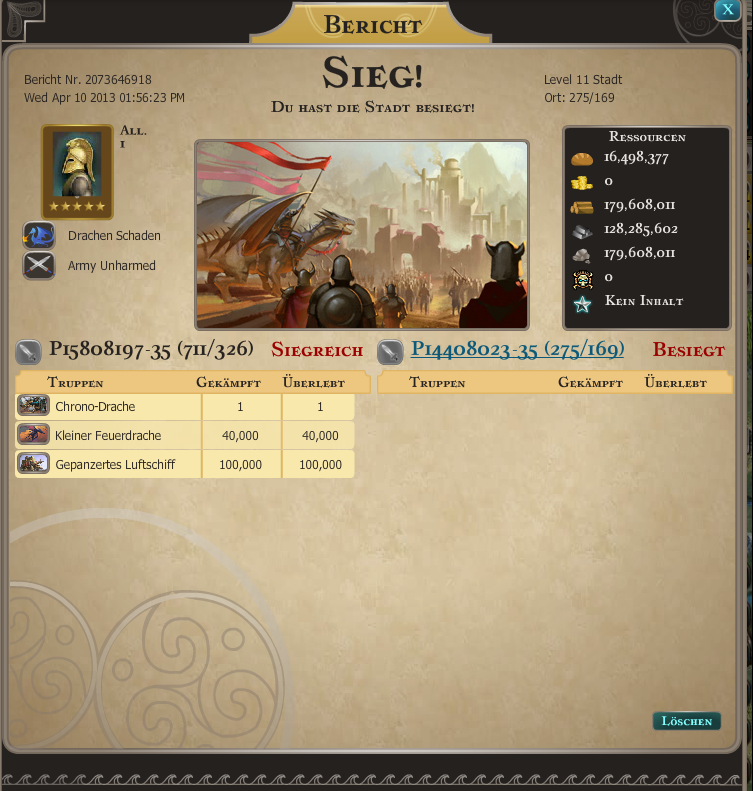 X
Bericht
Bericht Nr. 2073646918
Wed Apr 10 2013 01:56:23 PM
Sieg!
Du hast die Stadt besiegt!
Level 11 Stadt
Ort: 275/169
All.
1
Drachen Schaden
Army Unharmed
Ressourcen
16,498,377
0
179,608,011
128,285,602
179,608,011
0
Kein Inhalt
P15808197-35 (711/326) Siegreich
P14408023-35 (275/169) Besiegt
Truppen Gekämpft Überlebt
Truppen Gekämpft Überlebt
Chrono-Drache 1 1
Kleiner Feuerdrache 40,000 40,000
Gepanzertes Luftschiff 100,000 100,000
Löschen